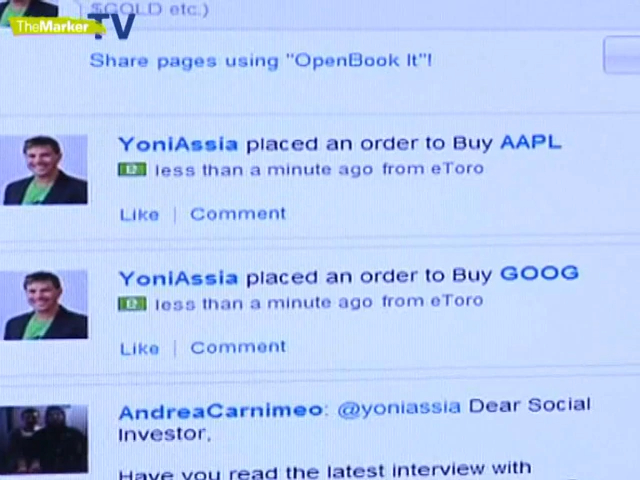 $GOLD etc.)
TheMarker TV
Share pages using "OpenBook It"!
YoniAssia placed an order to Buy AAPL
less than a minute ago from eToro
Like | Comment
YoniAssia placed an order to Buy GOOG
less than a minute ago from eToro
Like | Comment
AndreaCarnimeo: @yoniassia Dear Social
Investor,
Have you read the latest interview with